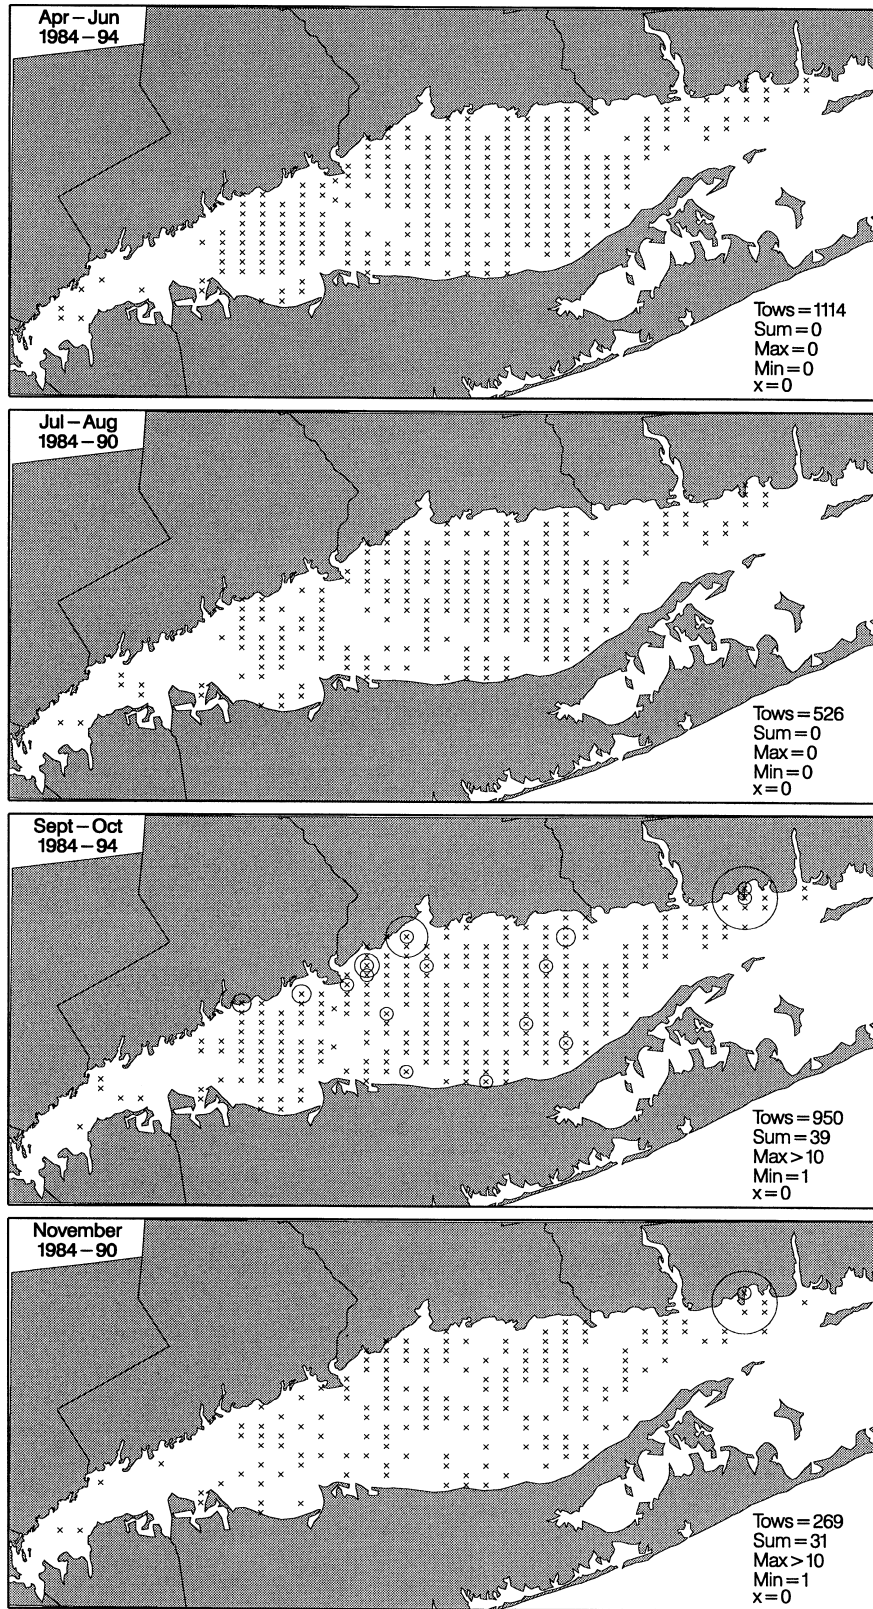 Apr–Jun
1984–94
Tows=1114
Sum=0
Max=0
Min=0
x=0
Jul–Aug
1984–90
Tows=526
Sum=0
Max=0
Min=0
x=0
Sept–Oct
1984–94
Tows=950
Sum=39
Max>10
Min=1
x=0
November
1984–90
Tows=269
Sum=31
Max>10
Min=1
x=0